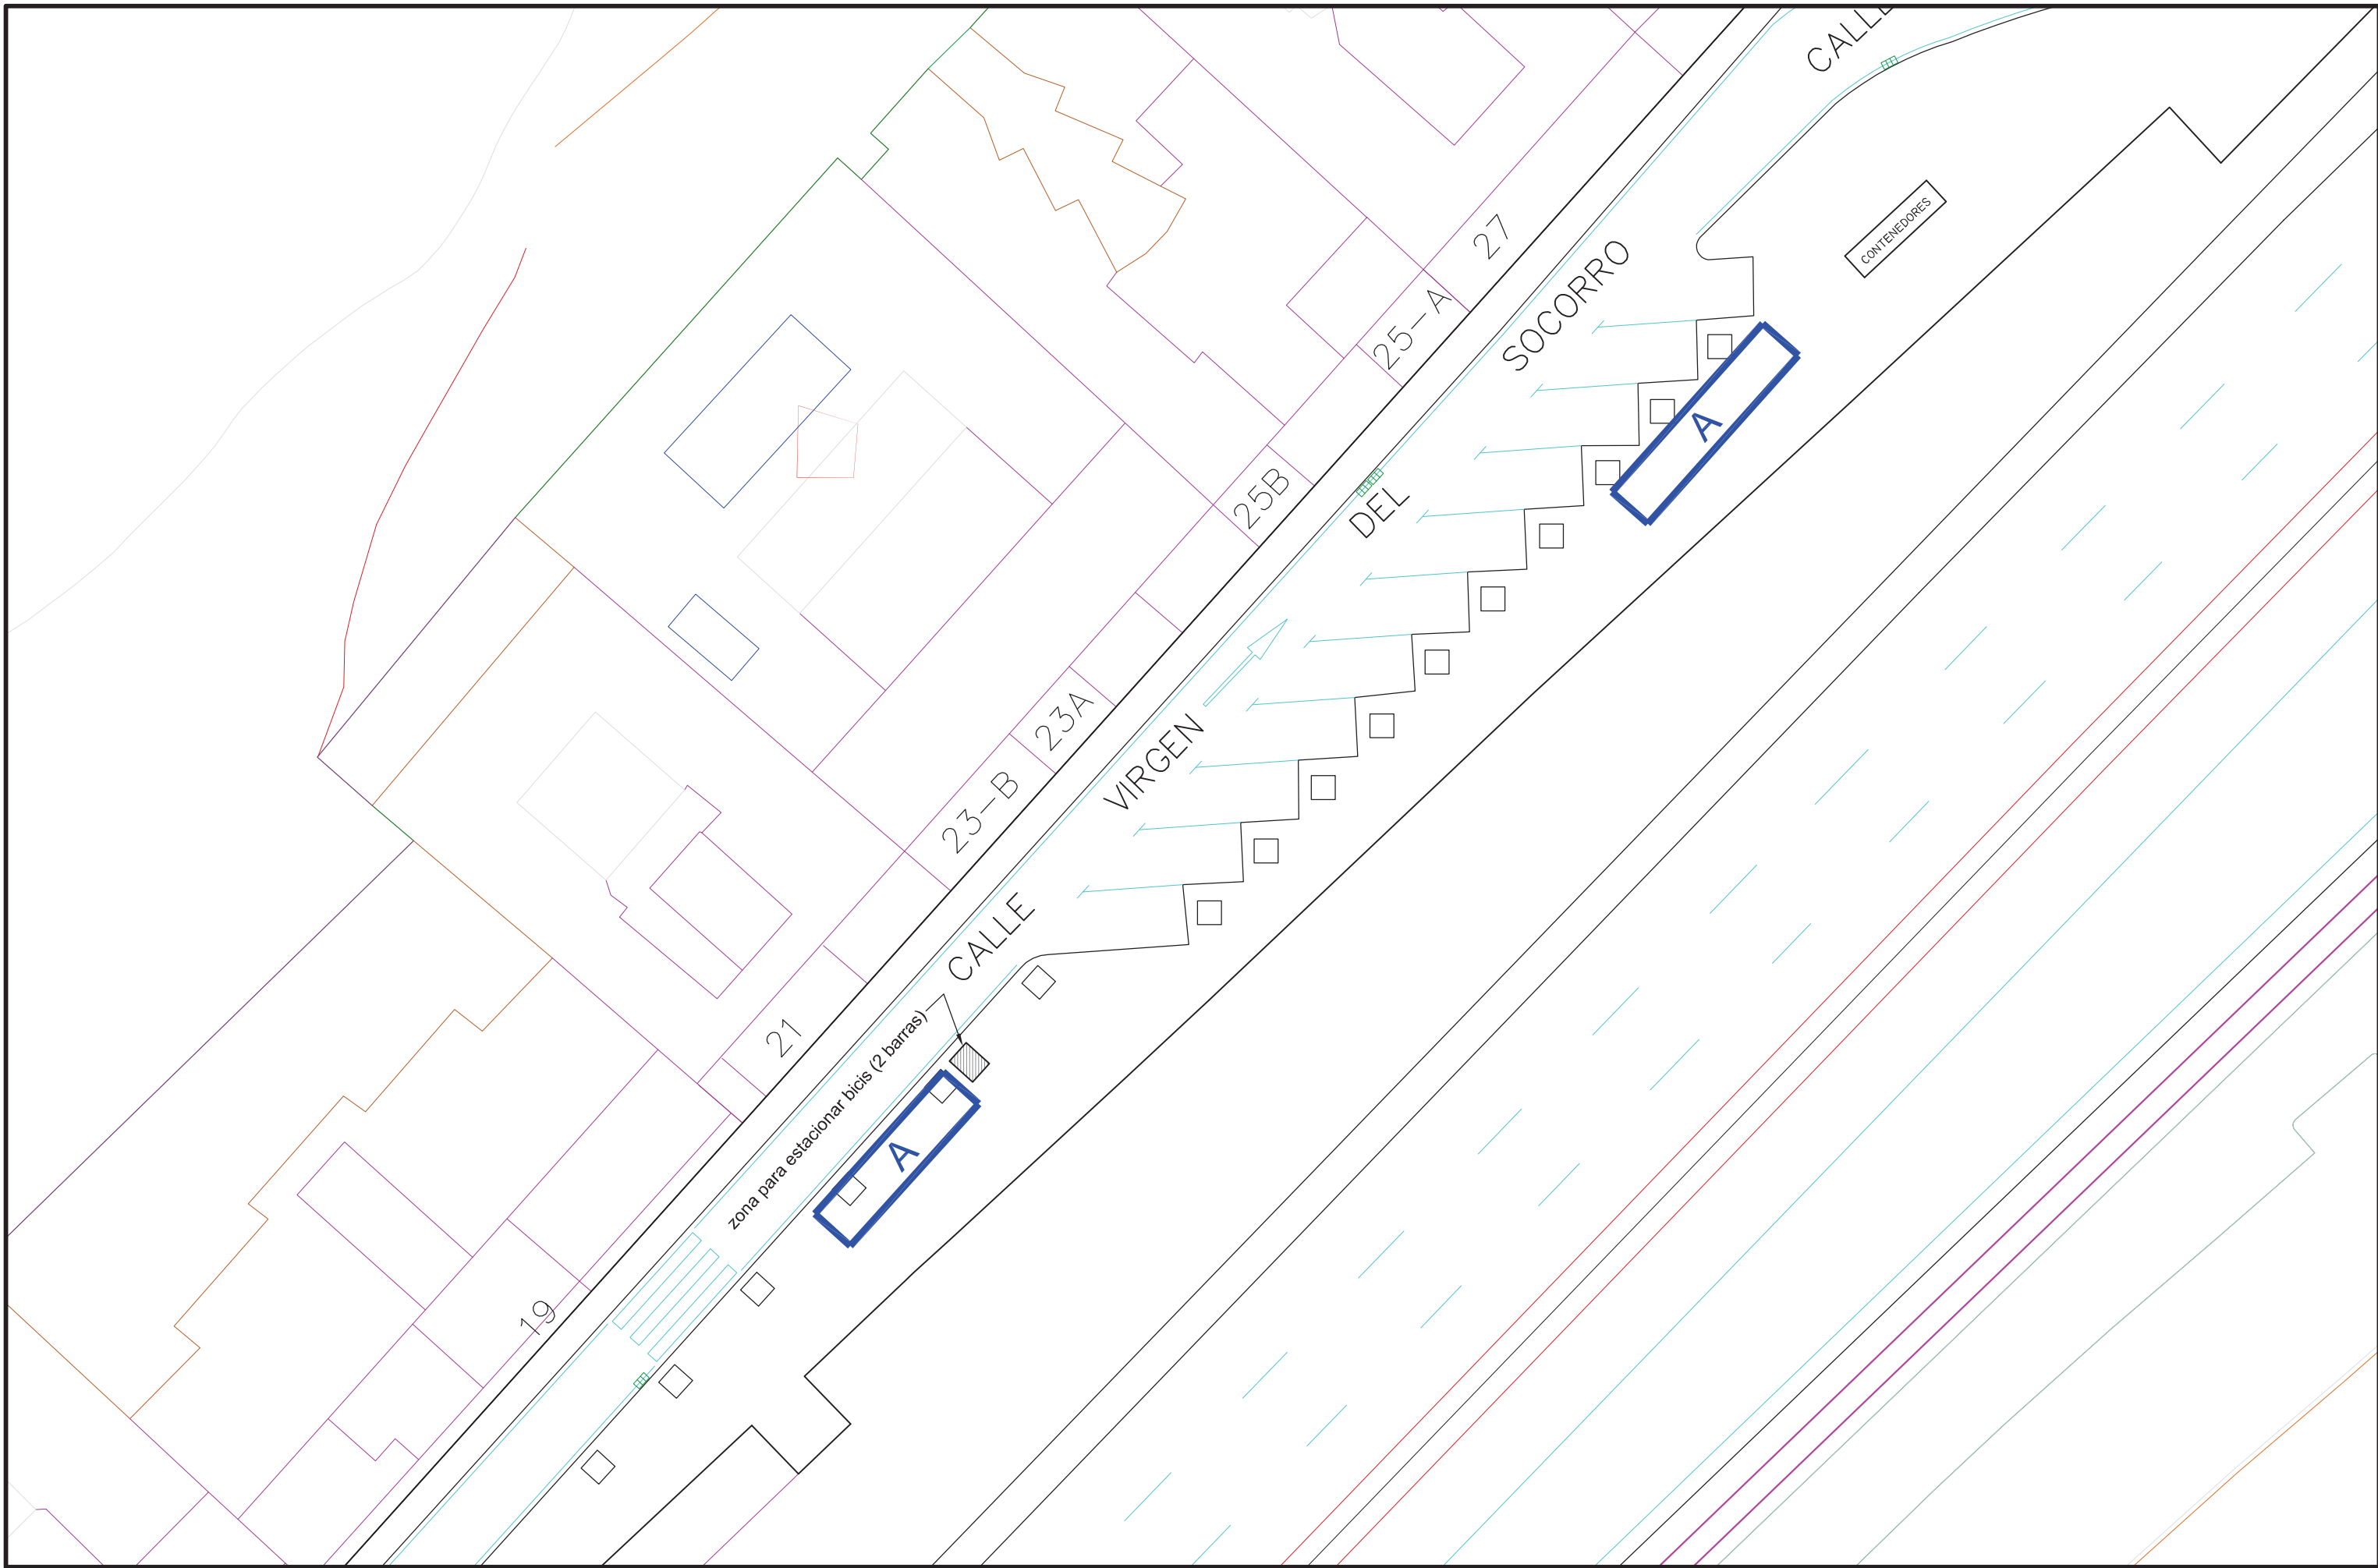 CALLE
CONTENEDORES
27
SOCORRO
25-A
A
25B
DEL
23A
VIRGEN
23-B
CALLE
21
zona para estacionar bicis (2 barras)
A
19